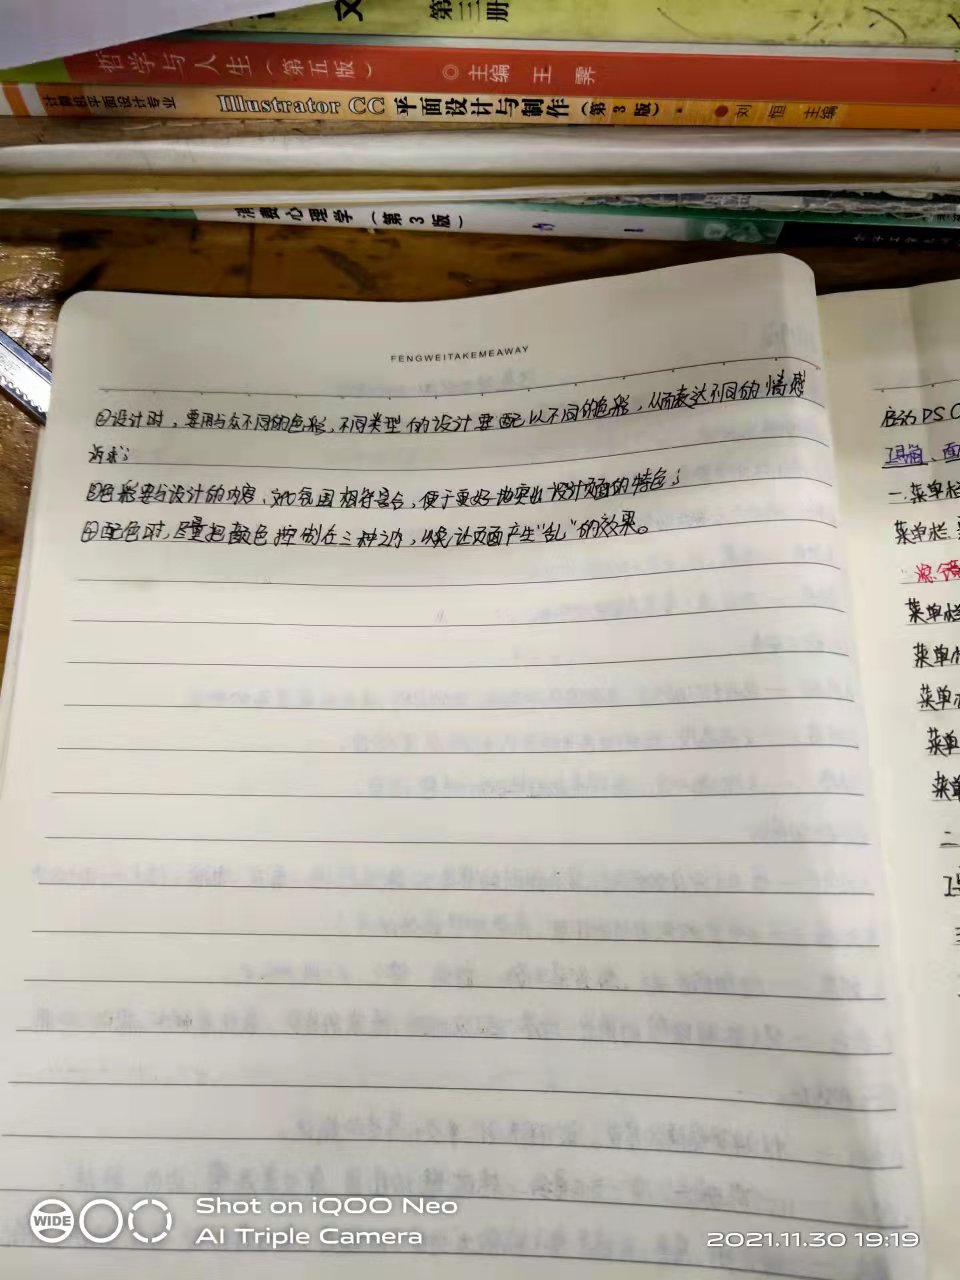 文 第三册
哲学与人生（第五版） ◎主编 王 霁
计算机平面设计专业 Illustrator CC 平面设计与制作（第3版） 刘 恒 主编
消费心理学（第3版）
FENGWEITAKEMEAWAY
设计时，要用与众不同的色彩，不同类型的设计要配以不同的色彩，从而表达不同的情感
诉求；
色彩要与设计的内容、氛围相符合，便于更好地突出设计页面的特色；
配色时，尽量把颜色控制在三种之内，以免让页面产生“乱”的效果。
启动PS
工具箱、面
一.菜单栏
菜单栏
滤镜
菜单栏
菜单
菜单
菜单
菜单
二
WIDE
Shot on iQOO Neo
AI Triple Camera
2021.11.30 19:19